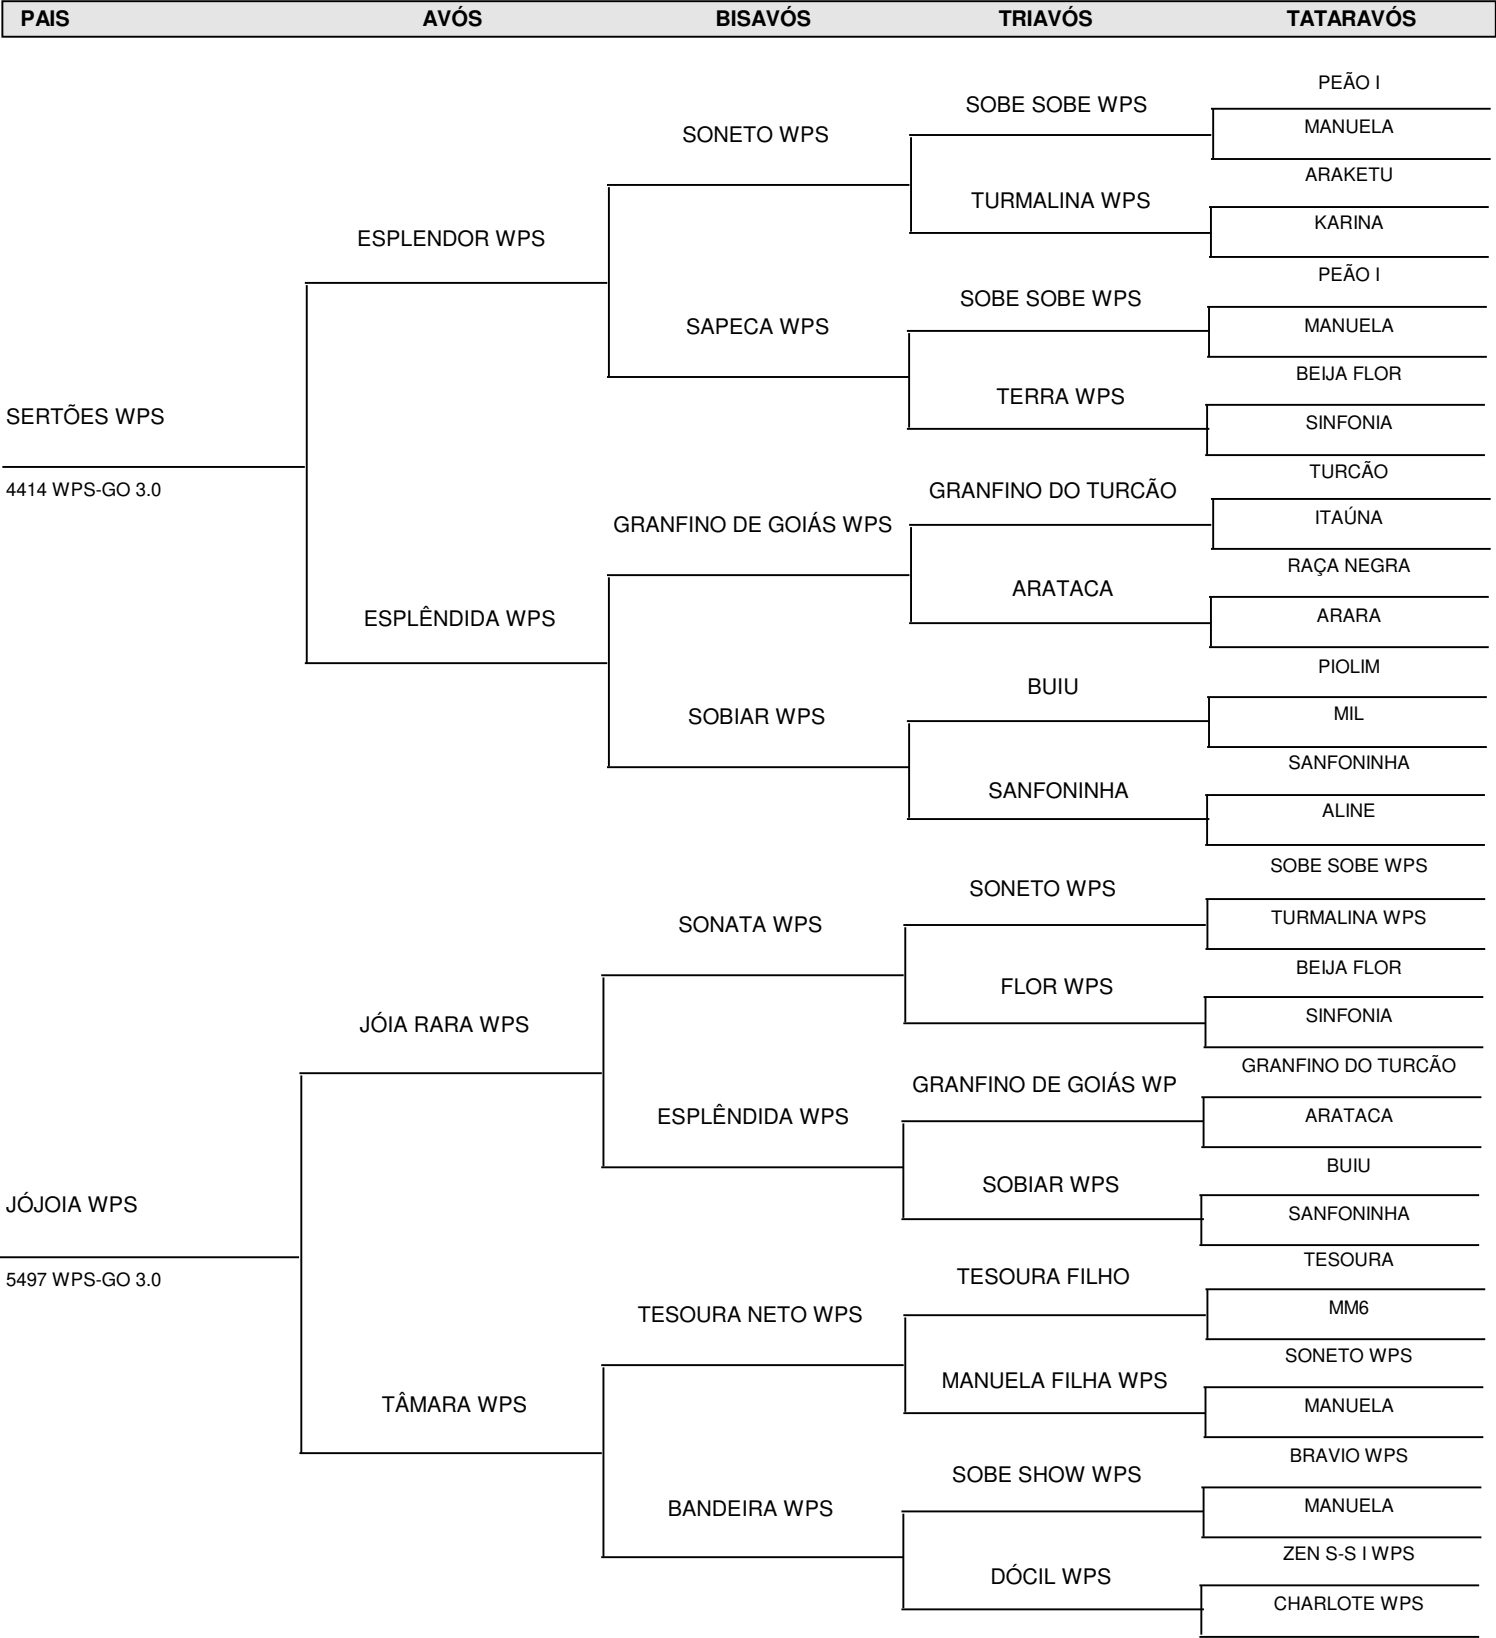 PAIS AVÓS BISAVÓS TRIAVÓS TATARAVÓS
PEÃO I
SOBE SOBE WPS
MANUELA
SONETO WPS
ARAKETU
TURMALINA WPS
KARINA
ESPLENDOR WPS
PEÃO I
SOBE SOBE WPS
MANUELA
SAPECA WPS
BEIJA FLOR
TERRA WPS
SINFONIA
SERTÕES WPS
4414 WPS-GO 3.0
TURCÃO
GRANFINO DO TURCÃO
ITAÚNA
GRANFINO DE GOIÁS WPS
RAÇA NEGRA
ARATACA
ARARA
ESPLÊNDIDA WPS
PIOLIM
BUIU
MIL
SOBIAR WPS
SANFONINHA
SANFONINHA
ALINE
SOBE SOBE WPS
SONETO WPS
TURMALINA WPS
SONATA WPS
BEIJA FLOR
FLOR WPS
SINFONIA
JÓIA RARA WPS
GRANFINO DO TURCÃO
GRANFINO DE GOIÁS WP
ARATACA
ESPLÊNDIDA WPS
BUIU
SOBIAR WPS
SANFONINHA
JÓJOIA WPS
5497 WPS-GO 3.0
TESOURA
TESOURA FILHO
MM6
TESOURA NETO WPS
SONETO WPS
MANUELA FILHA WPS
MANUELA
TÂMARA WPS
BRAVIO WPS
SOBE SHOW WPS
MANUELA
BANDEIRA WPS
ZEN S-S I WPS
DÓCIL WPS
CHARLOTE WPS